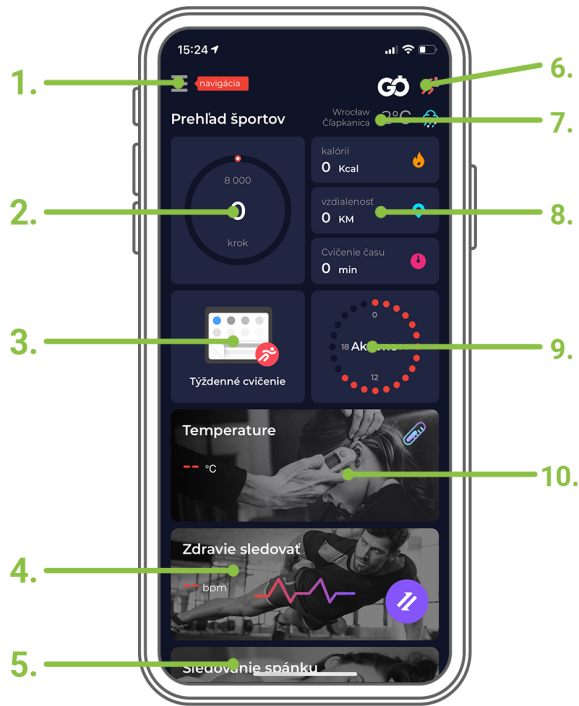 15:24
1.
navigácia
GO
6.
Prehľad športov
Wrocław
Čľapkanica
°C
7.
8 000
0
krok
2.
kalórií
0 Kcal
vzdialenosť
0 KM
8.
Cvičenie času
0 min
3.
Týždenné cvičenie
0
18
12
9.
Temperature
-- °C
10.
Zdravie sledovať
4.
-- bpm
5.
Sledovanie spánku